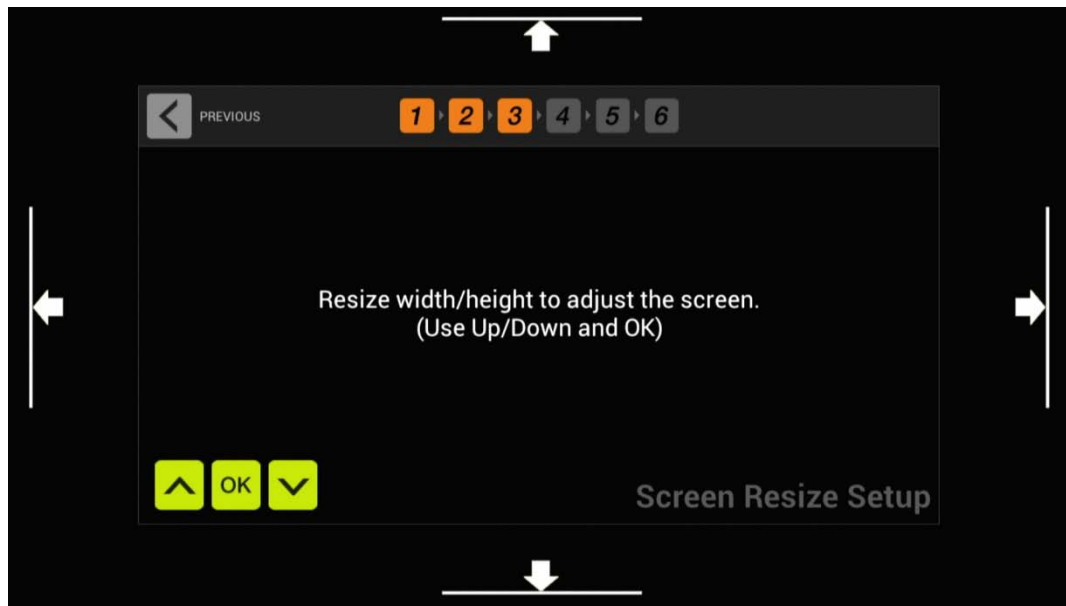 PREVIOUS
1 2 3 4 5 6
Resize width/height to adjust the screen.
(Use Up/Down and OK)
OK
Screen Resize Setup